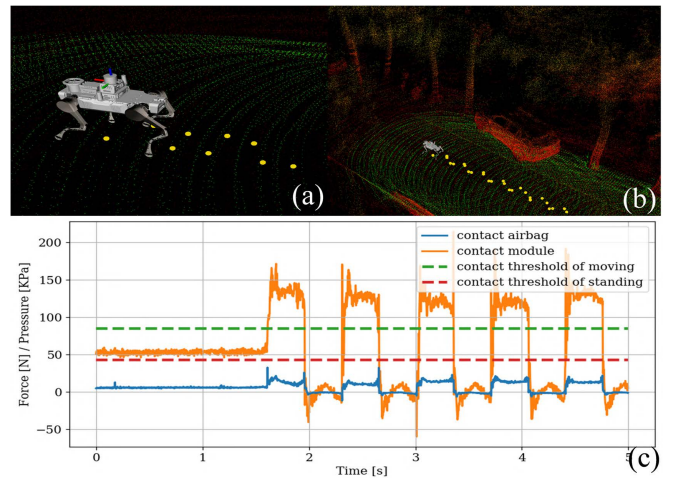 (a)
(b)
200
150
100
50
0
−50
Force [N] / Pressure [KPa]
contact airbag
contact module
contact threshold of moving
contact threshold of standing
0 1 2 3 4 5
Time [s]
(c)